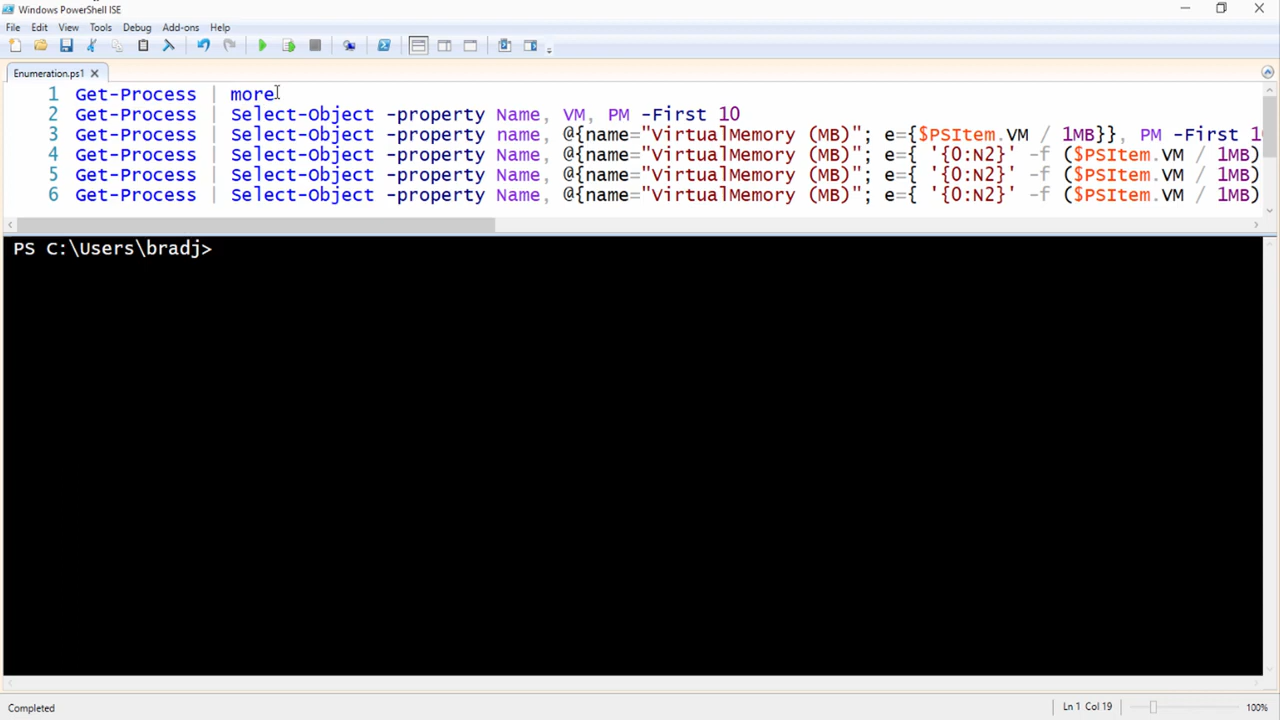 Windows PowerShell ISE
File Edit View Tools Debug Add-ons Help
Enumeration.ps1
1 Get-Process | more
2 Get-Process | Select-Object -property Name, VM, PM -First 10
3 Get-Process | Select-Object -property name, @{name="VirtualMemory (MB)"; e={$PSItem.VM / 1MB}}, PM -First 1
4 Get-Process | Select-Object -property Name, @{name="VirtualMemory (MB)"; e={ '{0:N2}' -f ($PSItem.VM / 1MB)
5 Get-Process | Select-Object -property Name, @{name="VirtualMemory (MB)"; e={ '{0:N2}' -f ($PSItem.VM / 1MB)
6 Get-Process | Select-Object -property Name, @{name="VirtualMemory (MB)"; e={ '{0:N2}' -f ($PSItem.VM / 1MB)
PS C:\Users\bradj>
Completed Ln 1 Col 19 100%